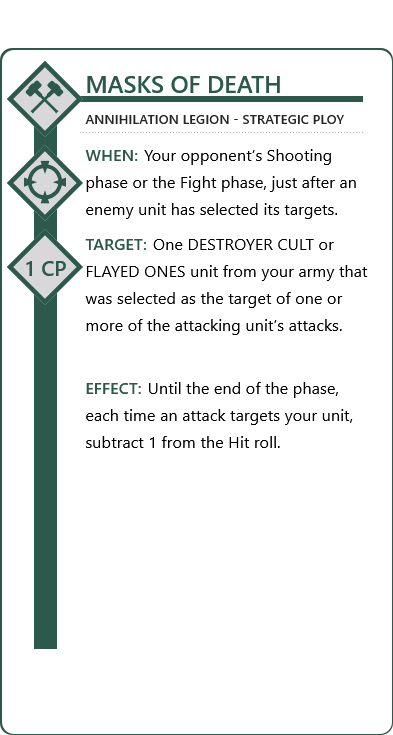 MASKS OF DEATH
ANNIHILATION LEGION - STRATEGIC PLOY
WHEN: Your opponent's Shooting
phase or the Fight phase, just after an
enemy unit has selected its targets.
1 CP
TARGET: One DESTROYER CULT or
FLAYED ONES unit from your army that
was selected as the target of one or
more of the attacking unit's attacks.
EFFECT: Until the end of the phase,
each time an attack targets your unit,
subtract 1 from the Hit roll.